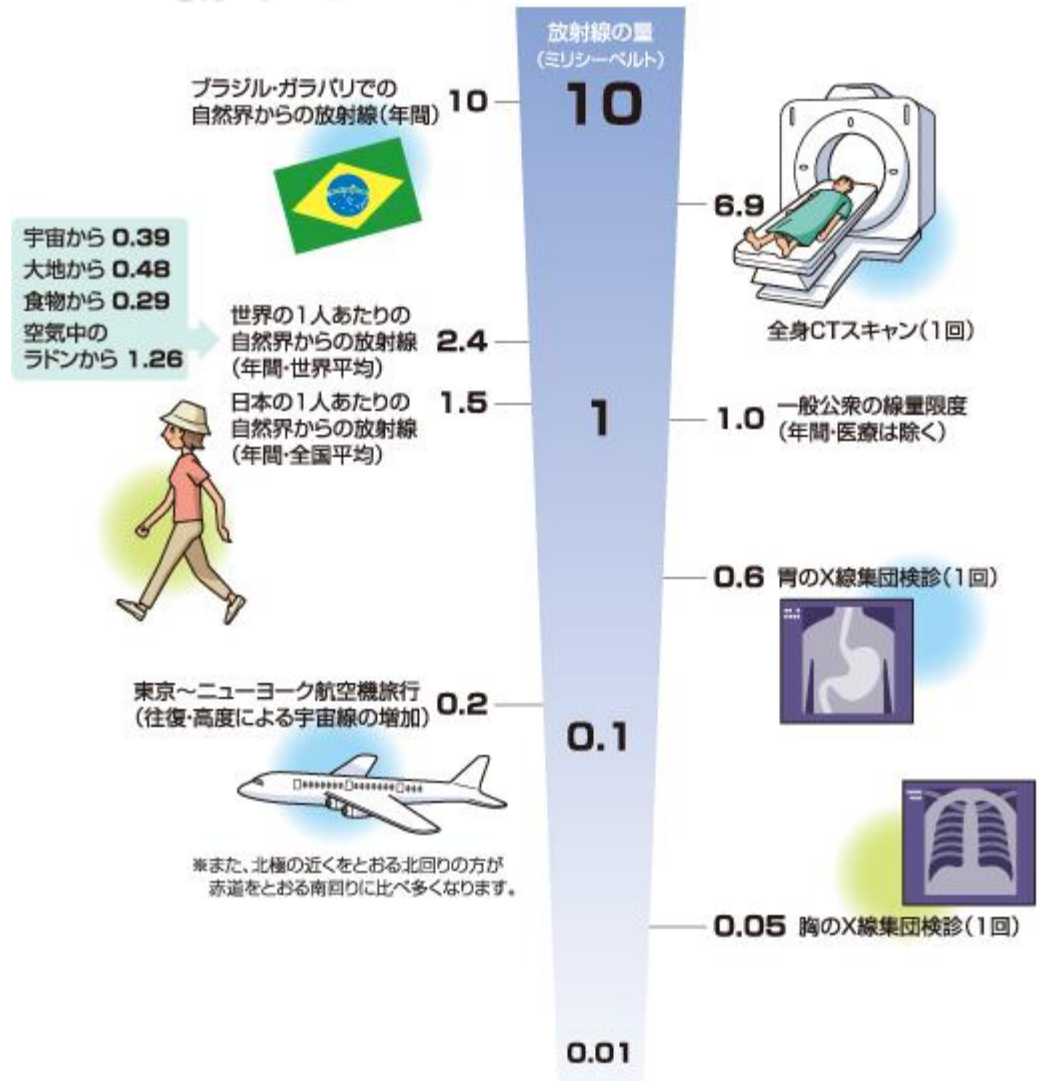 放射線の量
（ミリシーベルト）
10
1
0.1
0.01
ブラジル・ガラパリでの
自然界からの放射線（年間）
10
宇宙から 0.39
大地から 0.48
食物から 0.29
空気中の
ラドンから 1.26
世界の1人あたりの
自然界からの放射線
（年間・世界平均）
2.4
日本の1人あたりの
自然界からの放射線
（年間・全国平均）
1.5
東京～ニューヨーク航空機旅行
（往復・高度による宇宙線の増加）
0.2
※また、北極の近くをとおる北回りの方が
赤道をとおる南回りに比べ多くなります。
6.9
全身CTスキャン（1回）
1.0
一般公衆の線量限度
（年間・医療は除く）
0.6 胃のX線集団検診（1回）
0.05 胸のX線集団検診（1回）